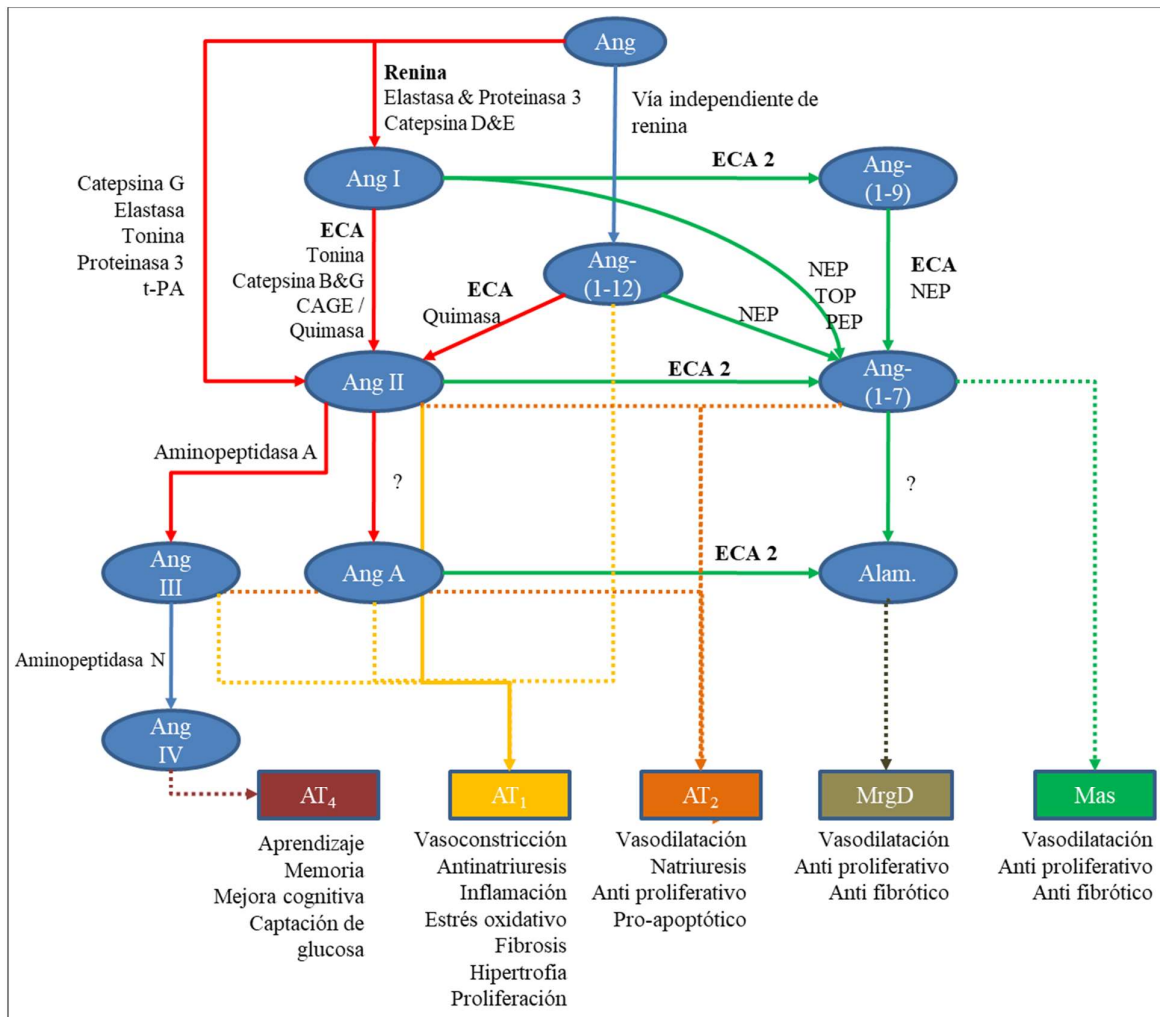 Ang
Renina
Elastasa & Proteinasa 3
Catepsina D&E
Vía independiente de
renina
Ang I
ECA 2
Ang-
(1-9)
Catepsina G
Elastasa
Tonina
Proteinasa 3
t-PA
ECA
Tonina
Catepsina B&G
CAGE /
Quimasa
Ang-
(1-12)
ECA
Quimasa
NEP
NEP
TOP
PEP
ECA
NEP
Ang II
ECA 2
Ang-
(1-7)
Aminopeptidasa A
?
?
Ang
III
Ang A
ECA 2
Alam.
Aminopeptidasa N
Ang
IV
AT4
AT1
AT2
MrgD
Mas
Aprendizaje
Memoria
Mejora cognitiva
Captación de
glucosa
Vasoconstricción
Antinatriuresis
Inflamación
Estrés oxidativo
Fibrosis
Hipertrofia
Proliferación
Vasodilatación
Natriuresis
Anti proliferativo
Pro-apoptótico
Vasodilatación
Anti proliferativo
Anti fibrótico
Vasodilatación
Anti proliferativo
Anti fibrótico